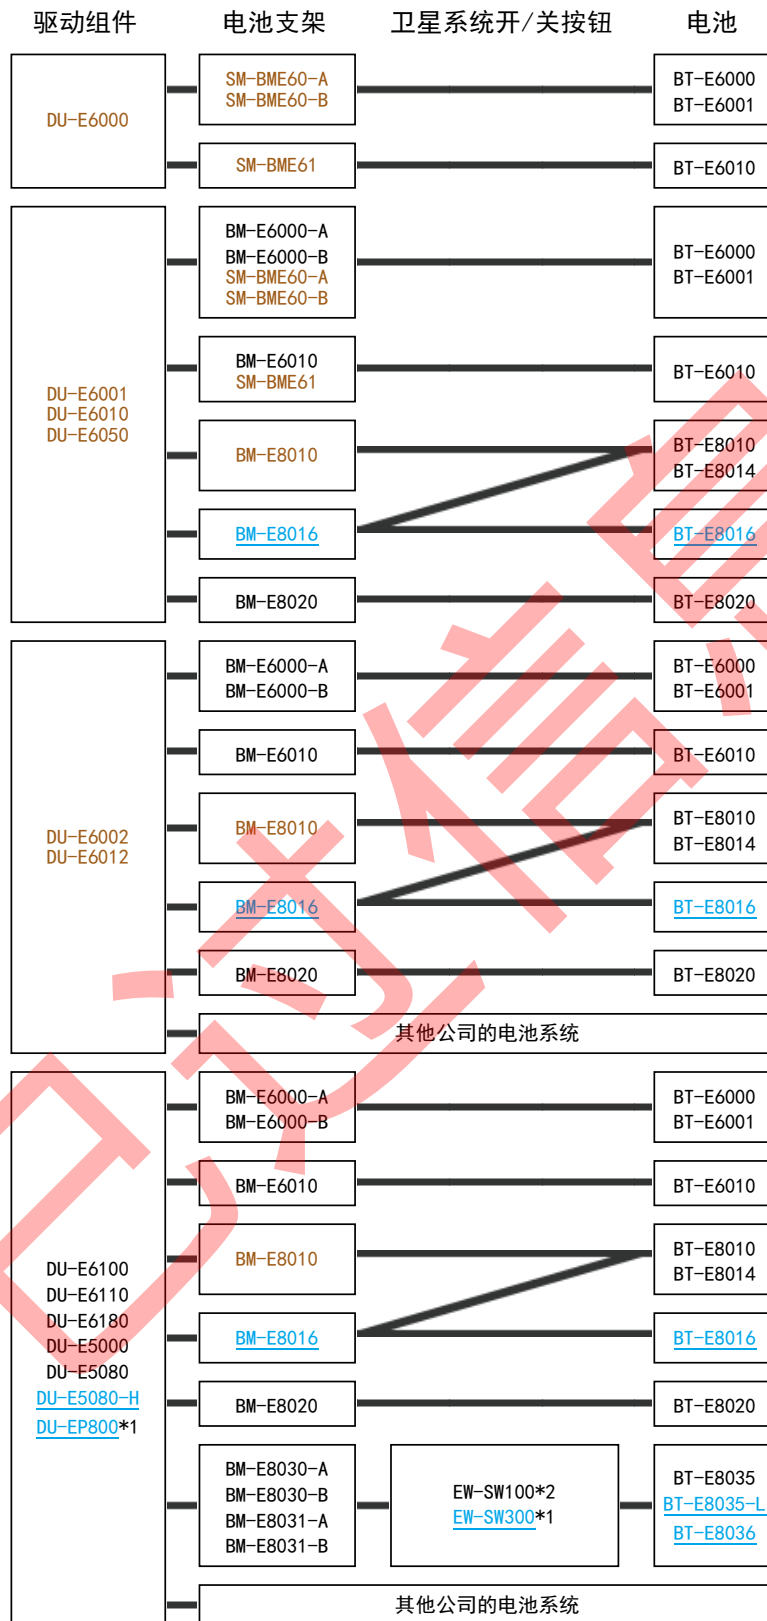 驱动组件 电池支架 卫星系统开/关按钮 电池
DU-E6000
SM-BME60-A
SM-BME60-B
BT-E6000
BT-E6001
SM-BME61
BT-E6010
DU-E6001
DU-E6010
DU-E6050
BM-E6000-A
BM-E6000-B
SM-BME60-A
SM-BME60-B
BT-E6000
BT-E6001
BM-E6010
SM-BME61
BT-E6010
BM-E8010
BT-E8010
BT-E8014
BM-E8016
BT-E8016
BM-E8020
BT-E8020
DU-E6002
DU-E6012
BM-E6000-A
BM-E6000-B
BT-E6000
BT-E6001
BM-E6010
BT-E6010
BM-E8010
BT-E8010
BT-E8014
BM-E8016
BT-E8016
BM-E8020
BT-E8020
其他公司的电池系统
DU-E6100
DU-E6110
DU-E6180
DU-E5000
DU-E5080
DU-E5080-H
DU-EP800*1
BM-E6000-A
BM-E6000-B
BT-E6000
BT-E6001
BM-E6010
BT-E6010
BM-E8010
BT-E8010
BT-E8014
BM-E8016
BT-E8016
BM-E8020
BT-E8020
BM-E8030-A
BM-E8030-B
BM-E8031-A
BM-E8031-B
EW-SW100*2
EW-SW300*1
BT-E8035
BT-E8035-L
BT-E8036
其他公司的电池系统
已过信息